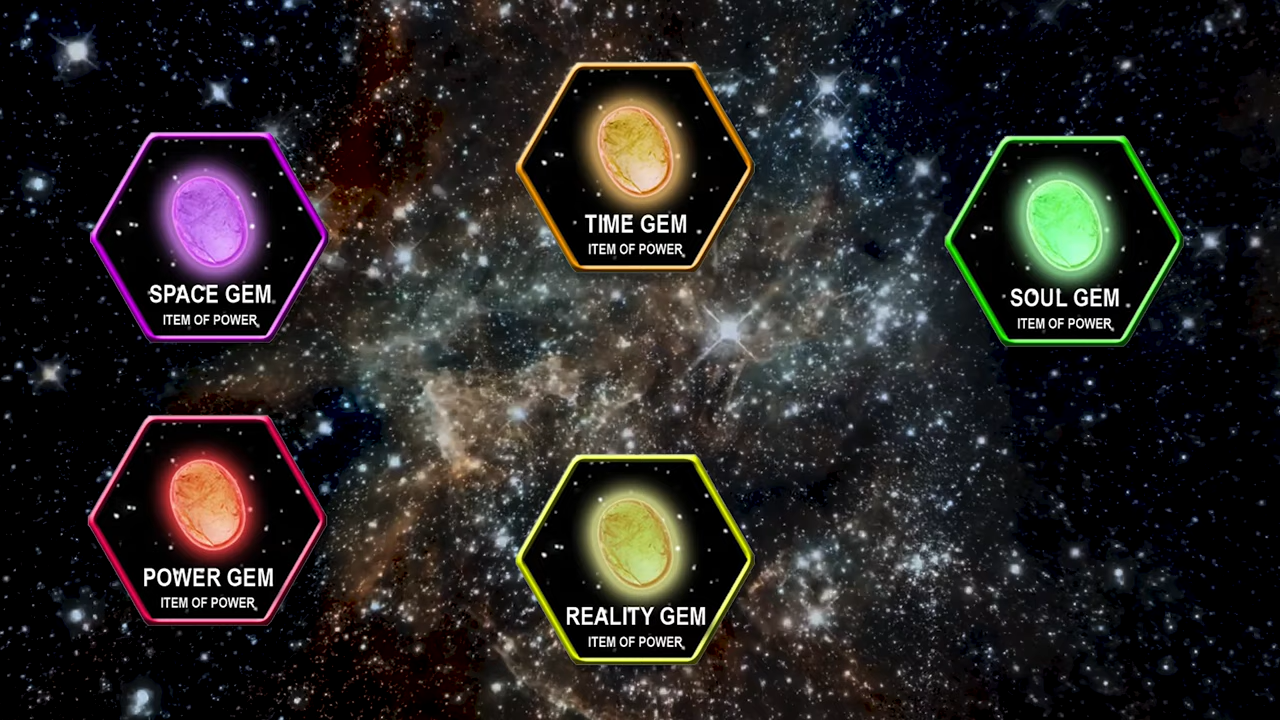 TIME GEM
ITEM OF POWER
SPACE GEM
ITEM OF POWER
SOUL GEM
ITEM OF POWER
POWER GEM
ITEM OF POWER
REALITY GEM
ITEM OF POWER